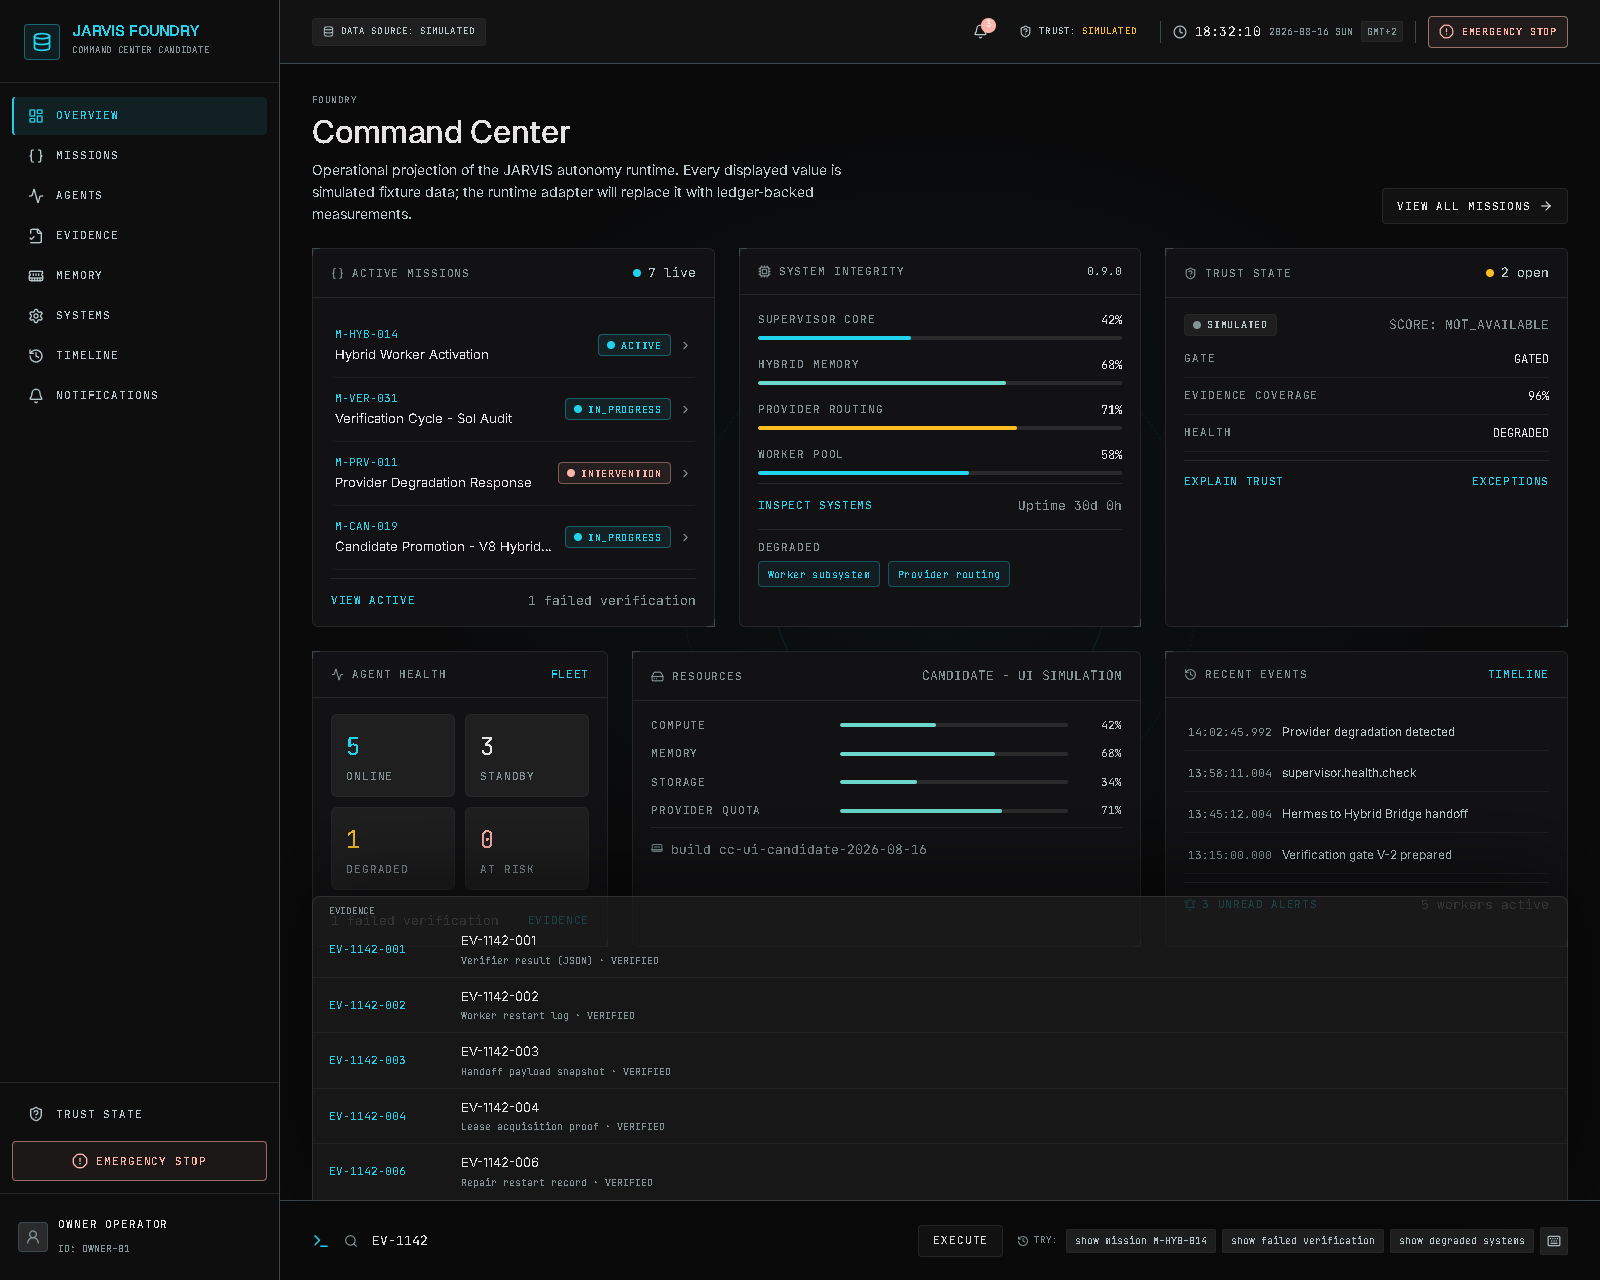 JARVIS FOUNDRY
COMMAND CENTER CANDIDATE
OVERVIEW
MISSIONS
AGENTS
EVIDENCE
MEMORY
SYSTEMS
TIMELINE
NOTIFICATIONS
TRUST STATE
EMERGENCY STOP
OWNER OPERATOR
ID: OWNER-01
DATA SOURCE: SIMULATED
3
TRUST: SIMULATED
18:32:10 2026-08-16 SUN GMT+2
EMERGENCY STOP
FOUNDRY
Command Center
Operational projection of the JARVIS autonomy runtime. Every displayed value is
simulated fixture data; the runtime adapter will replace it with ledger-backed
measurements.
VIEW ALL MISSIONS
ACTIVE MISSIONS 7 live
M-HYB-014
Hybrid Worker Activation
ACTIVE
M-VER-031
Verification Cycle - Sol Audit
IN_PROGRESS
M-PRV-011
Provider Degradation Response
INTERVENTION
M-CAN-019
Candidate Promotion - V8 Hybrid...
IN_PROGRESS
VIEW ACTIVE 1 failed verification
SYSTEM INTEGRITY 0.9.0
SUPERVISOR CORE 42%
HYBRID MEMORY 68%
PROVIDER ROUTING 71%
WORKER POOL 58%
INSPECT SYSTEMS Uptime 30d 0h
DEGRADED
Worker subsystem Provider routing
TRUST STATE 2 open
SIMULATED SCORE: NOT_AVAILABLE
GATE GATED
EVIDENCE COVERAGE 96%
HEALTH DEGRADED
EXPLAIN TRUST EXCEPTIONS
AGENT HEALTH FLEET
5
ONLINE
3
STANDBY
1
DEGRADED
0
AT RISK
1 failed verification EVIDENCE
RESOURCES CANDIDATE - UI SIMULATION
COMPUTE 42%
MEMORY 68%
STORAGE 34%
PROVIDER QUOTA 71%
build cc-ui-candidate-2026-08-16
RECENT EVENTS TIMELINE
14:02:45.992 Provider degradation detected
13:58:11.004 supervisor.health.check
13:45:12.004 Hermes to Hybrid Bridge handoff
13:15:00.000 Verification gate V-2 prepared
3 UNREAD ALERTS 5 workers active
EVIDENCE
EV-1142-001 EV-1142-001
Verifier result (JSON) · VERIFIED
EV-1142-002 EV-1142-002
Worker restart log · VERIFIED
EV-1142-003 EV-1142-003
Handoff payload snapshot · VERIFIED
EV-1142-004 EV-1142-004
Lease acquisition proof · VERIFIED
EV-1142-006 EV-1142-006
Repair restart record · VERIFIED
EV-1142
EXECUTE
TRY: show mission M-HYB-014 show failed verification show degraded systems